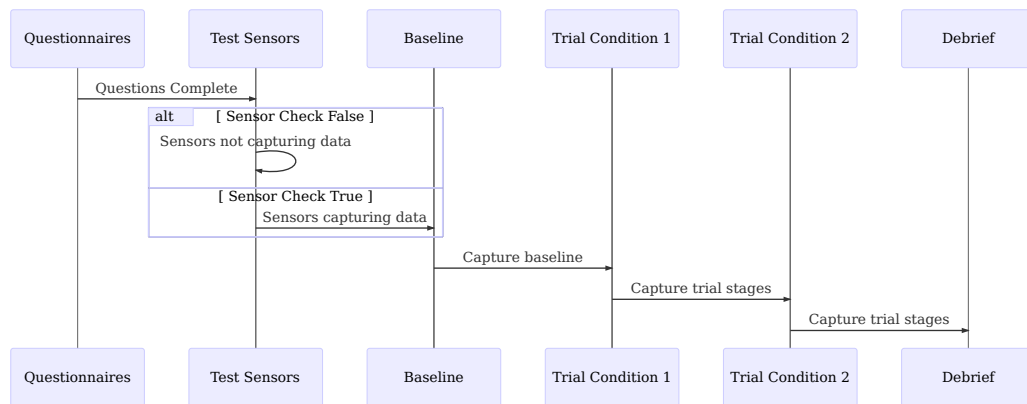 Questionnaires
Test Sensors
Baseline
Trial Condition 1
Trial Condition 2
Debrief
Questions Complete
alt
[ Sensor Check False ]
Sensors not capturing data
[ Sensor Check True ]
Sensors capturing data
Capture baseline
Capture trial stages
Capture trial stages
Questionnaires
Test Sensors
Baseline
Trial Condition 1
Trial Condition 2
Debrief